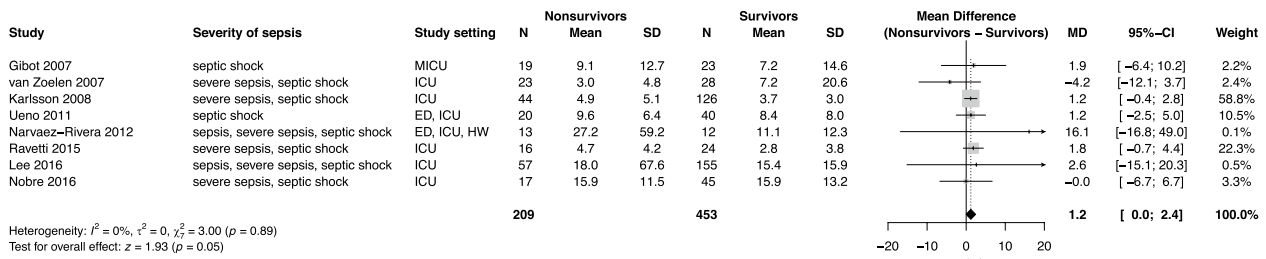 Nonsurvivors Survivors Mean Difference
Study Severity of sepsis Study setting N Mean SD N Mean SD (Nonsurvivors − Survivors) MD 95%−CI Weight
Gibot 2007 septic shock MICU 19 9.1 12.7 23 7.2 14.6 1.9 [ −6.4; 10.2] 2.2%
van Zoelen 2007 severe sepsis, septic shock ICU 23 3.0 4.8 28 7.2 20.6 −4.2 [−12.1; 3.7] 2.4%
Karlsson 2008 severe sepsis, septic shock ICU 44 4.9 5.1 126 3.7 3.0 1.2 [ −0.4; 2.8] 58.8%
Ueno 2011 septic shock ED, ICU 20 9.6 6.4 40 8.4 8.0 1.2 [ −2.5; 5.0] 10.5%
Narvaez−Rivera 2012 sepsis, severe sepsis, septic shock ED, ICU, HW 13 27.2 59.2 12 11.1 12.3 16.1 [−16.8; 49.0] 0.1%
Ravetti 2015 severe sepsis, septic shock ICU 16 4.7 4.2 24 2.8 3.8 1.8 [ −0.7; 4.4] 22.3%
Lee 2016 sepsis, severe sepsis, septic shock ICU 57 18.0 67.6 155 15.4 15.9 2.6 [−15.1; 20.3] 0.5%
Nobre 2016 severe sepsis, septic shock ICU 17 15.9 11.5 45 15.9 13.2 −0.0 [ −6.7; 6.7] 3.3%
209 453 1.2 [ 0.0; 2.4] 100.0%
Heterogeneity: I² = 0%, τ² = 0, χ²₇ = 3.00 (p = 0.89)
Test for overall effect: z = 1.93 (p = 0.05)
−20 −10 0 10 20